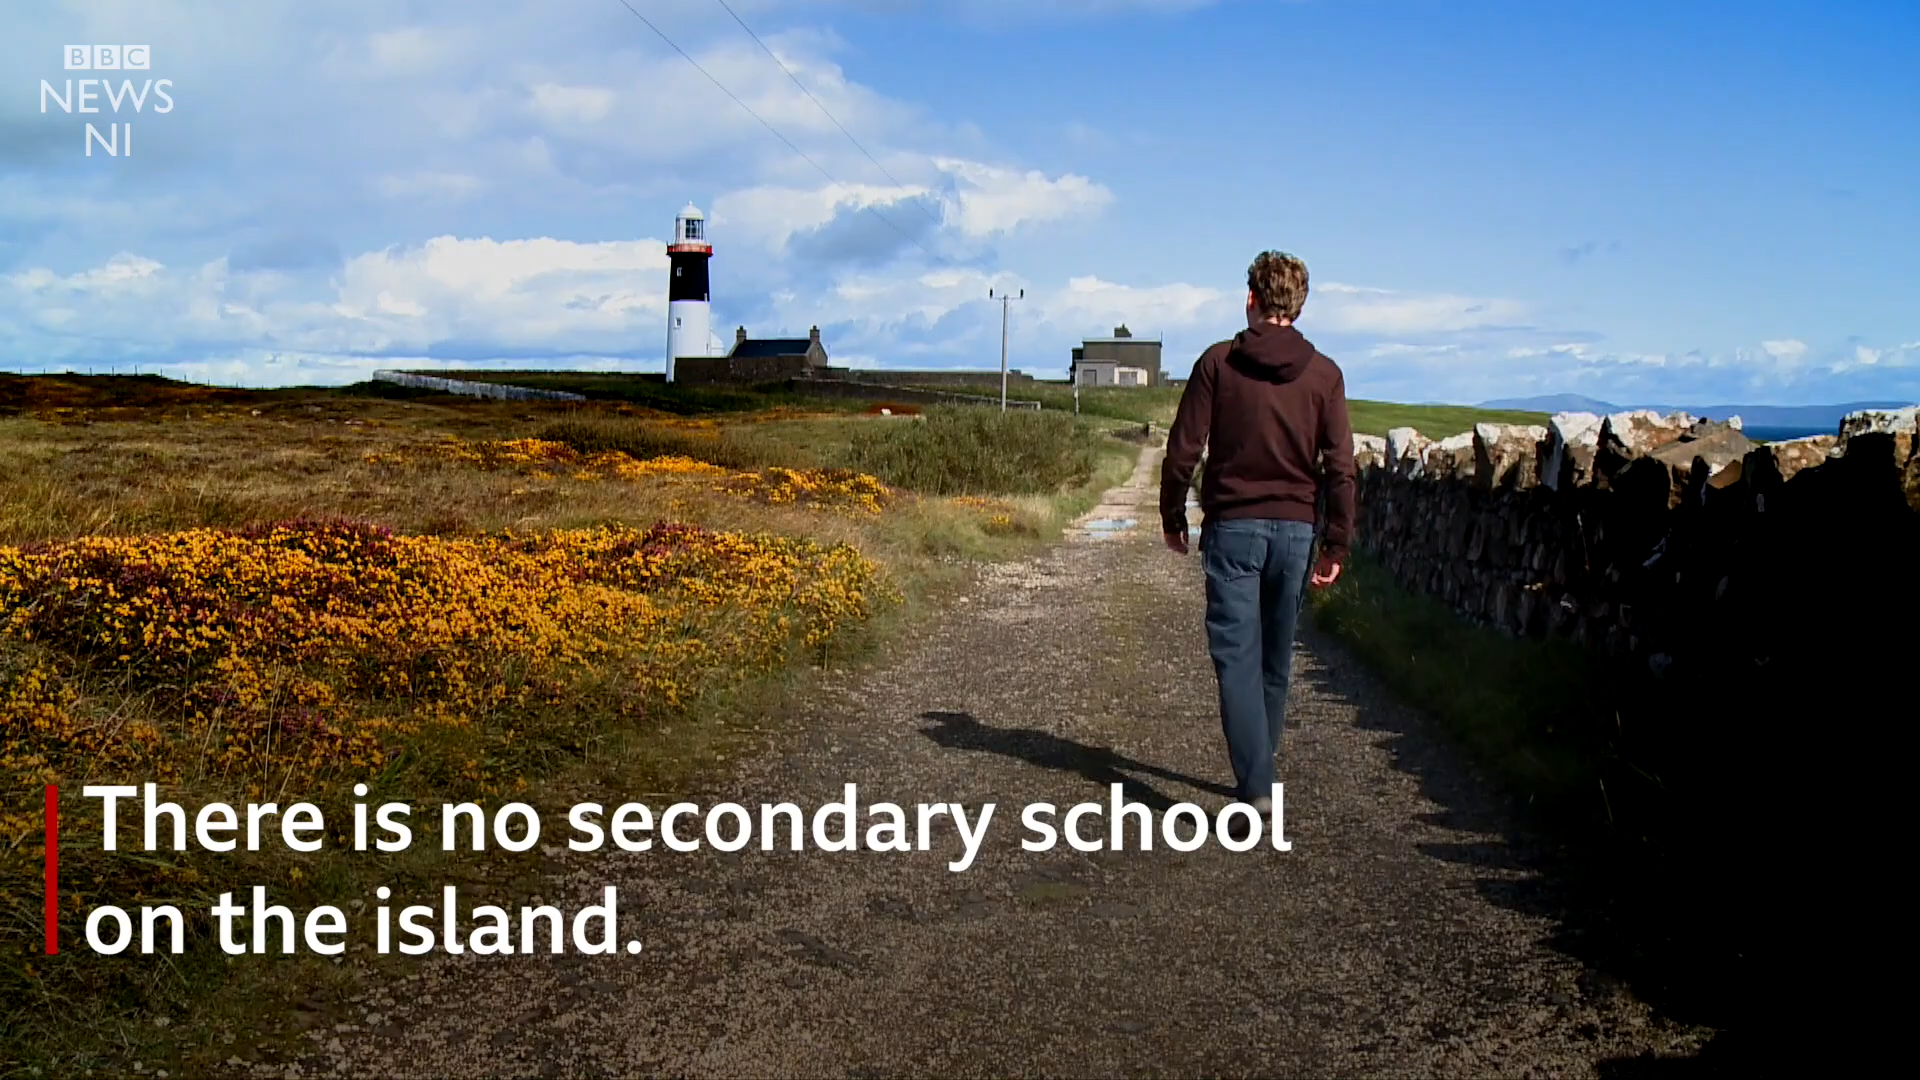 BBC
NEWS
NI
There is no secondary school
on the island.